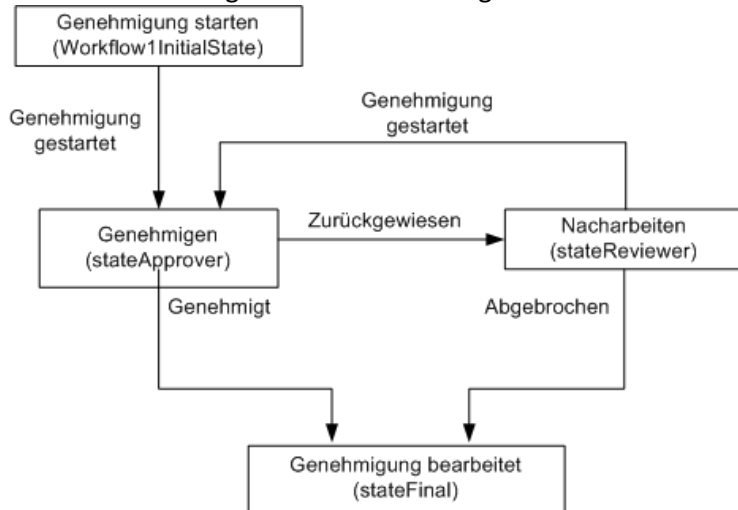 Genehmigung starten
(Workflow1InitialState)
Genehmigung
gestartet
Genehmigung
gestartet
Genehmigen
(stateApprover)
Zurückgewiesen
Nacharbeiten
(stateReviewer)
Genehmigt
Abgebrochen
Genehmigung bearbeitet
(stateFinal)